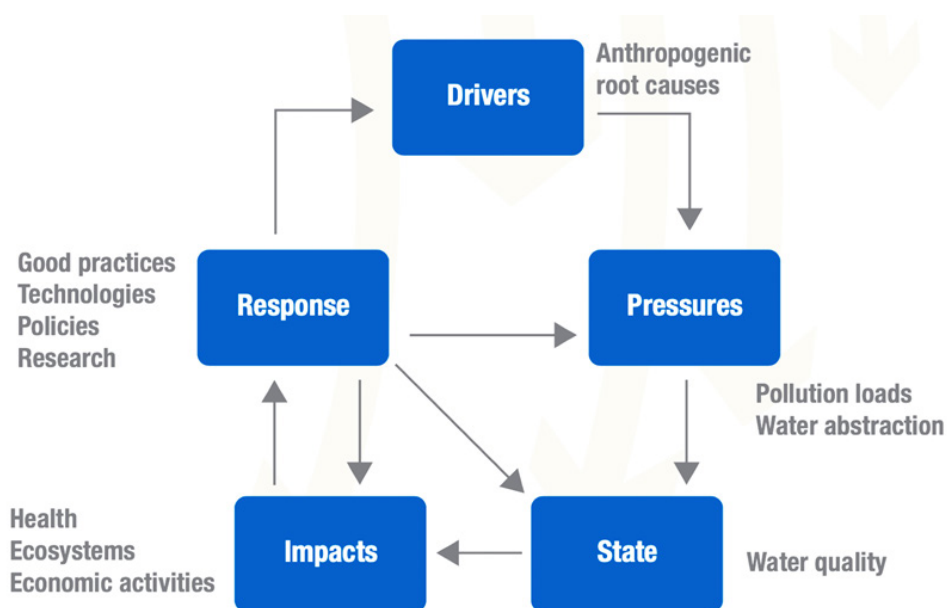 Drivers
Anthropogenic
root causes
Good practices
Technologies
Policies
Research
Response
Pressures
Pollution loads
Water abstraction
Health
Ecosystems
Economic activities
Impacts
State
Water quality